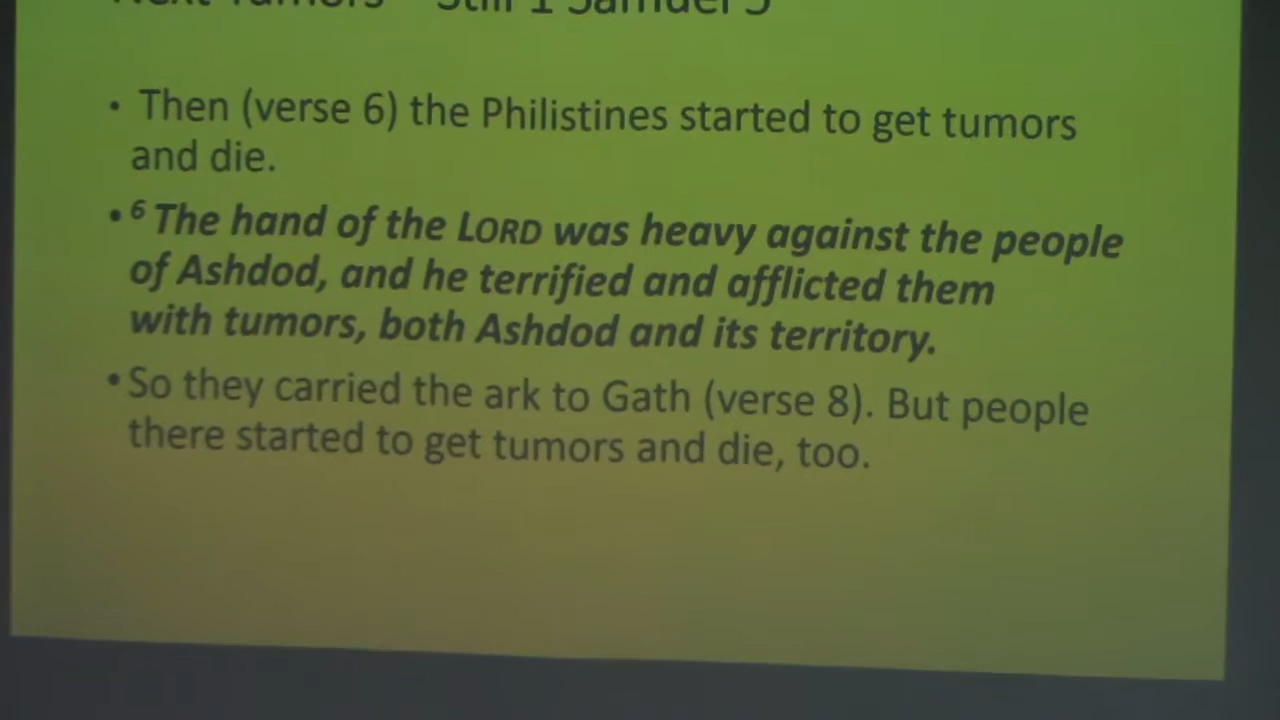 Next Tumors – Still 1 Samuel 5
• Then (verse 6) the Philistines started to get tumors
and die.
• 6 The hand of the LORD was heavy against the people
of Ashdod, and he terrified and afflicted them
with tumors, both Ashdod and its territory.
• So they carried the ark to Gath (verse 8). But people
there started to get tumors and die, too.